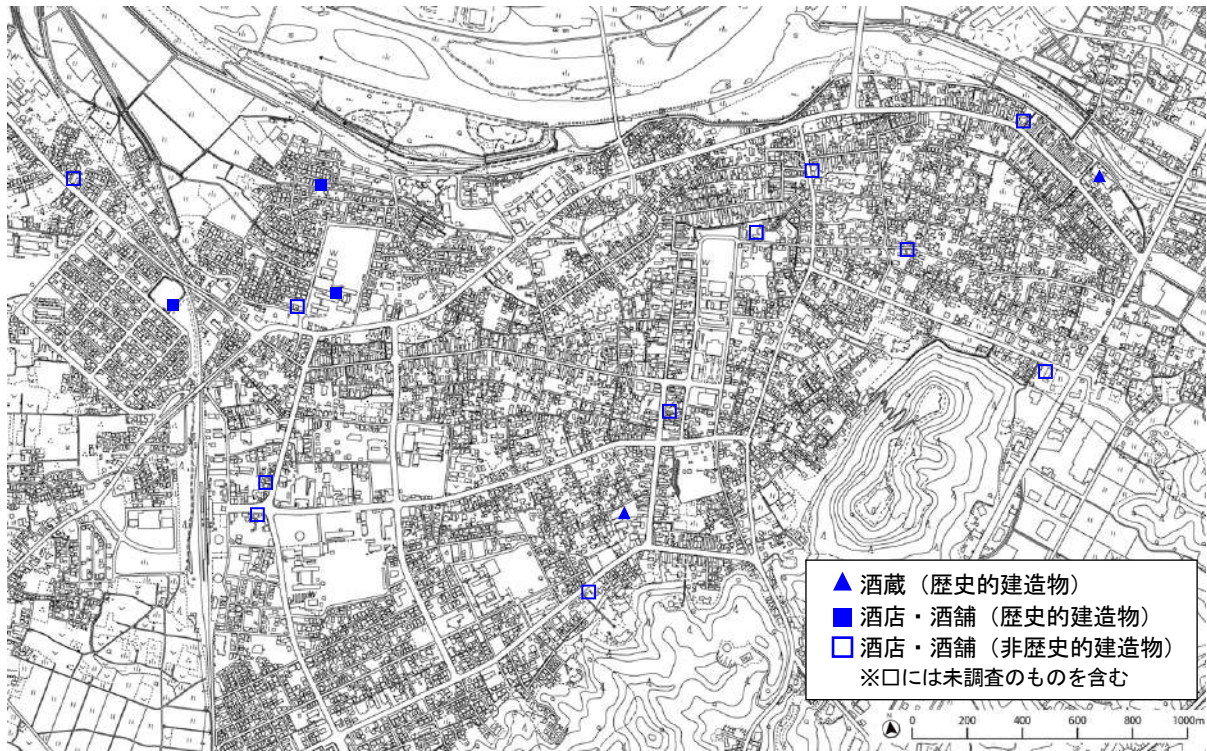 ▲ 酒蔵（歴史的建造物）
■ 酒店・酒舗（歴史的建造物）
□ 酒店・酒舗（非歴史的建造物）
※□には未調査のものを含む
N 0 200 400 600 800 1000m